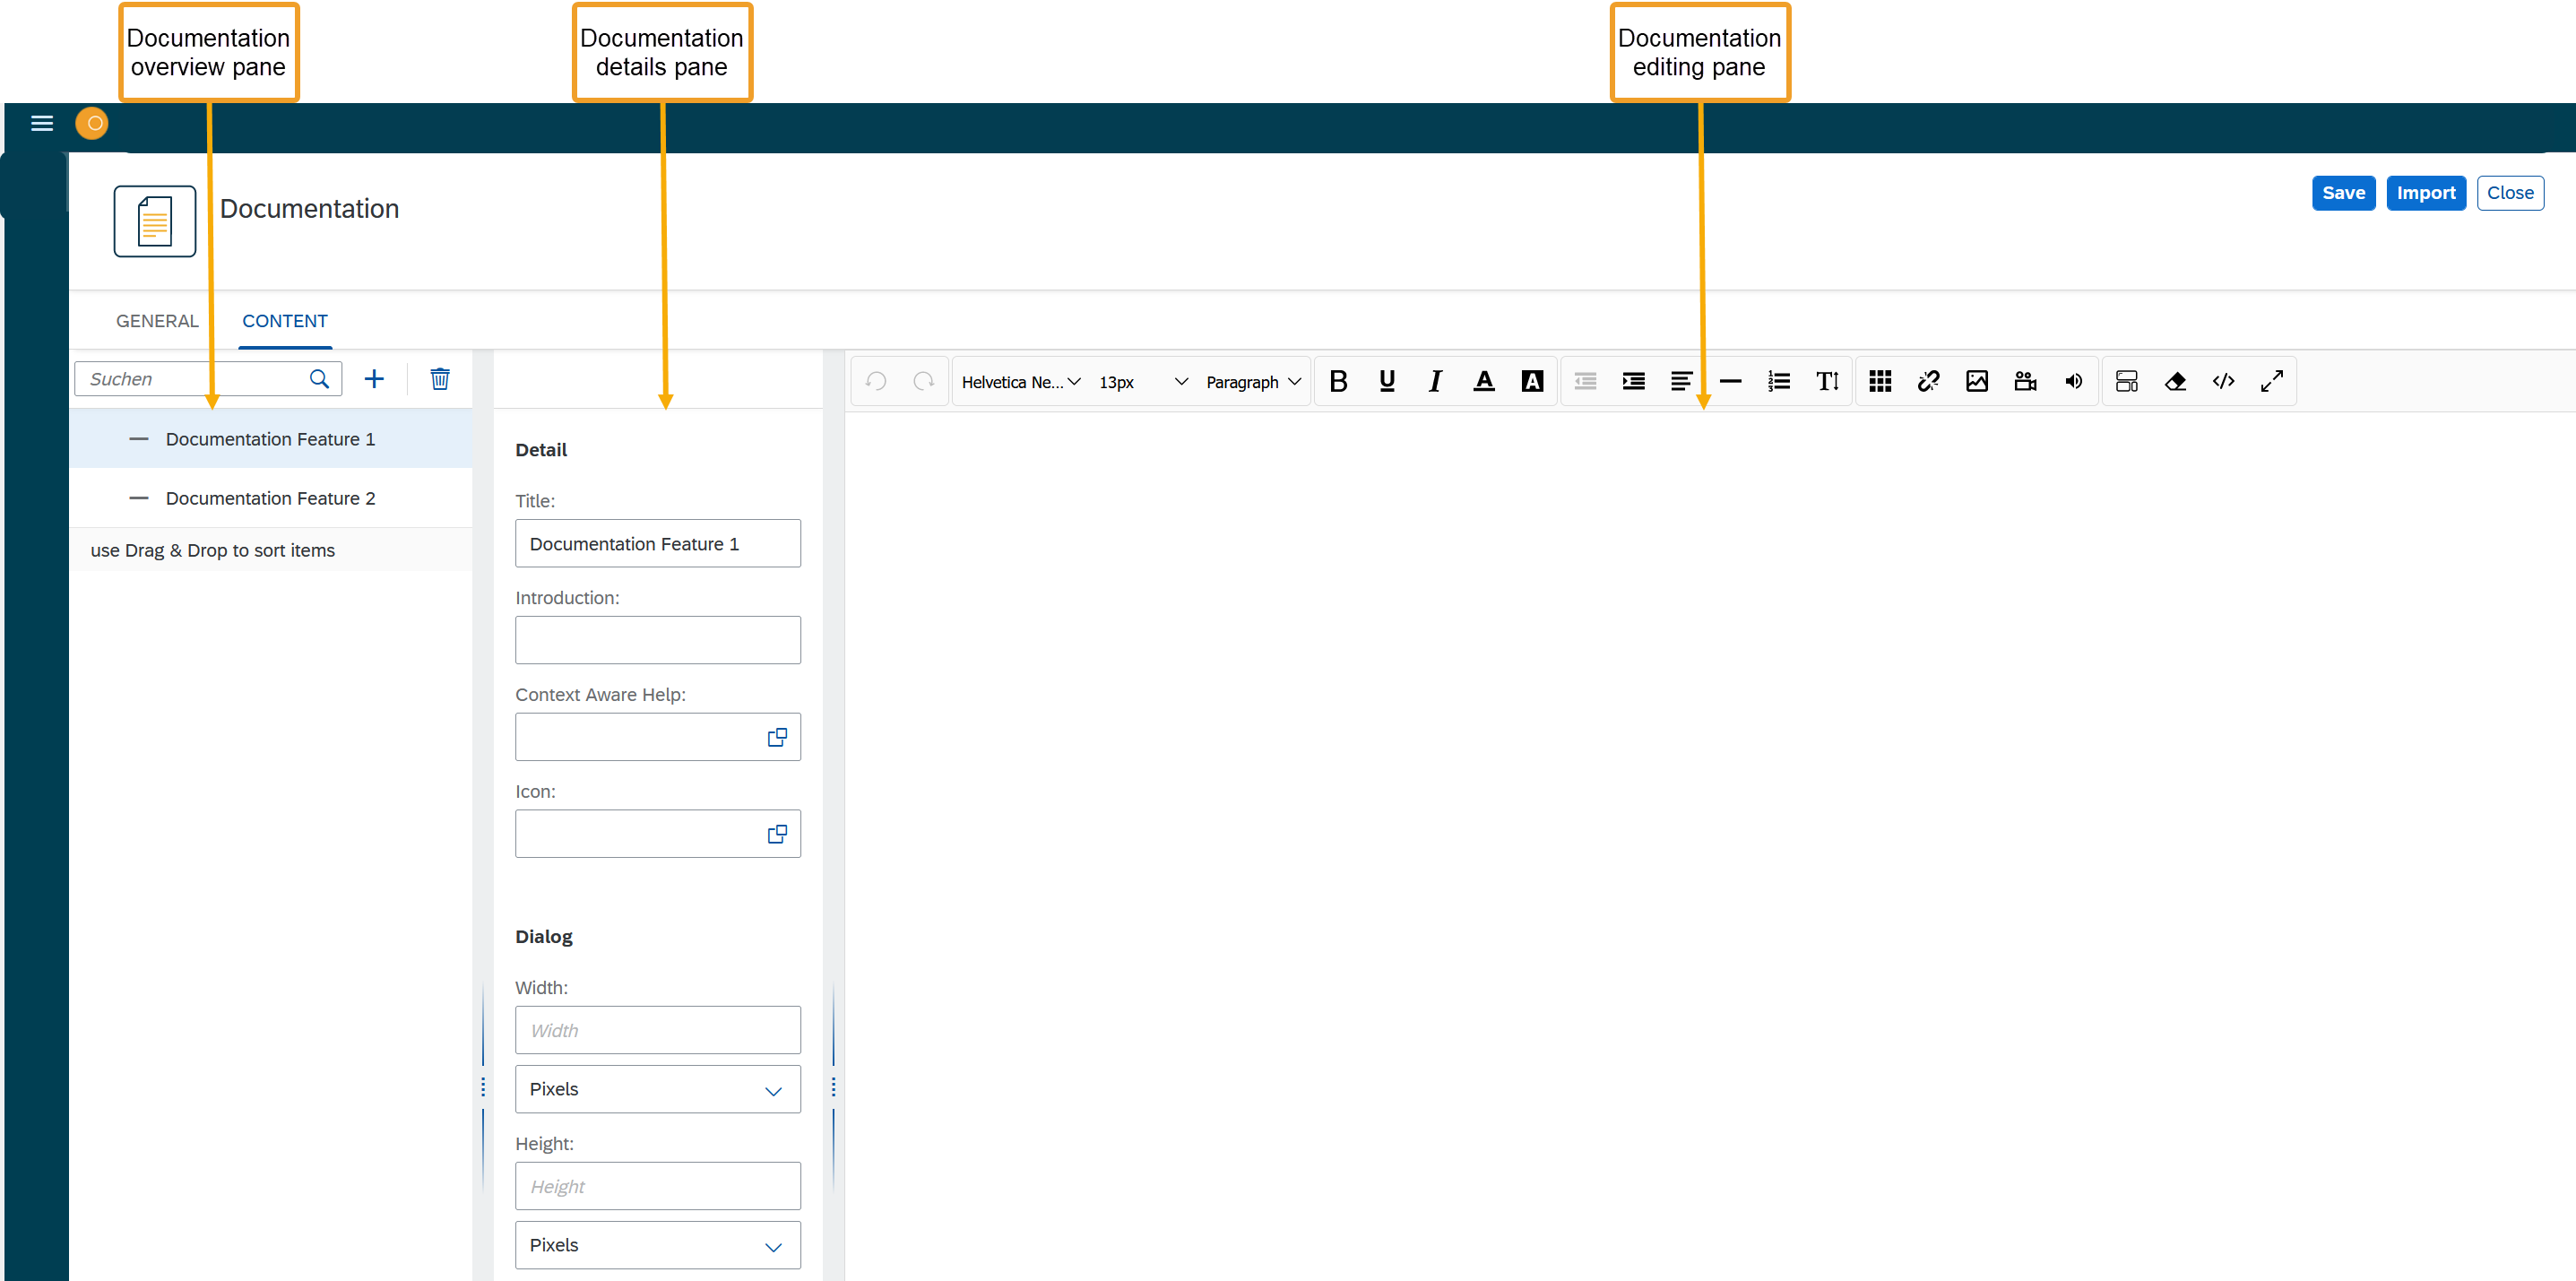 Documentation
overview pane
Documentation
details pane
Documentation
editing pane
Documentation
Save
Import
Close
GENERAL
CONTENT
Suchen
Helvetica Ne...
13px
Paragraph
Documentation Feature 1
Documentation Feature 2
use Drag & Drop to sort items
Detail
Title:
Documentation Feature 1
Introduction:
Context Aware Help:
Icon:
Dialog
Width:
Width
Pixels
Height:
Height
Pixels